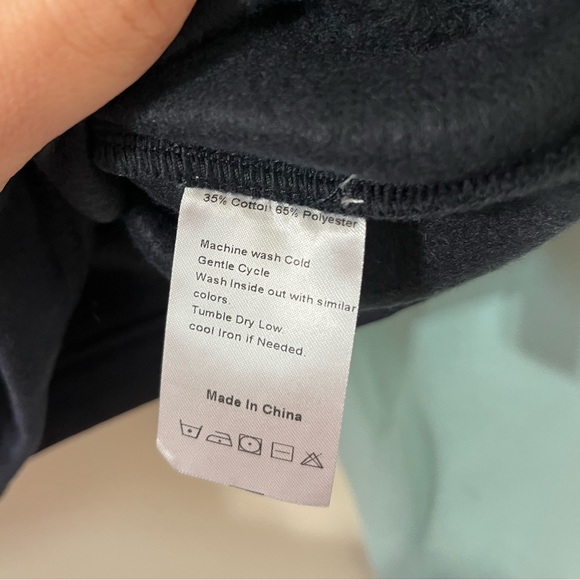 35% Cotton 65% Polyester
Machine wash Cold
Gentle Cycle
Wash Inside out with similar
colors.
Tumble Dry Low.
cool Iron if Needed.
Made In China